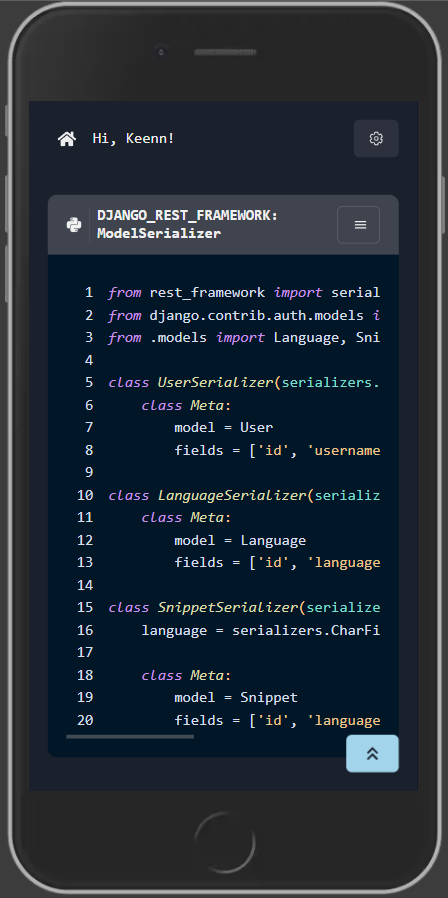 Hi, Keenn!
DJANGO_REST_FRAMEWORK:
ModelSerializer
1 from rest_framework import serial
2 from django.contrib.auth.models i
3 from .models import Language, Sni
4
5 class UserSerializer(serializers.
6     class Meta:
7         model = User
8         fields = ['id', 'username
9
10 class LanguageSerializer(serializ
11     class Meta:
12         model = Language
13         fields = ['id', 'language
14
15 class SnippetSerializer(serialize
16     language = serializers.CharFi
17
18     class Meta:
19         model = Snippet
20         fields = ['id', 'language